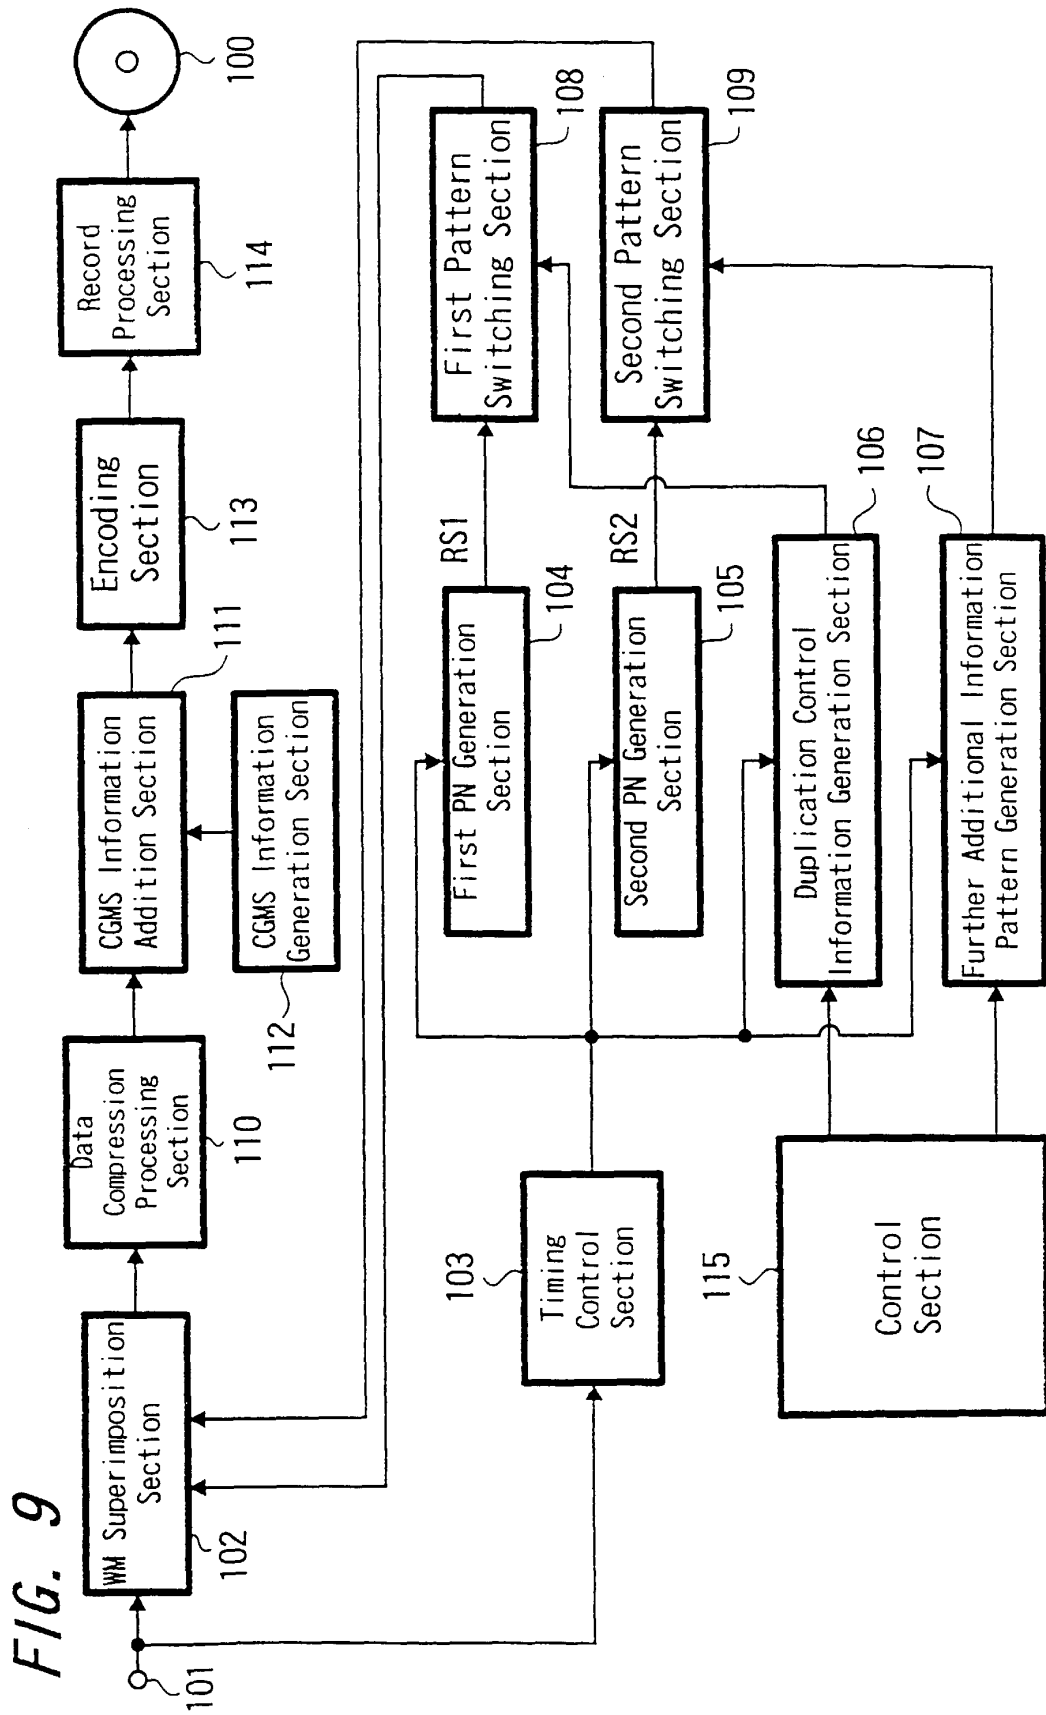 FIG. 9
101
WM Superimposition
Section
102
Data
Compression
Processing
Section
110
CGMS Information
Addition Section
111
CGMS Information
Generation Section
112
Encoding
Section
113
Record
Processing
Section
114
100
Timing
Control
Section
103
First PN Generation
Section
104
RS1
First Pattern
Switching Section
108
Second PN Generation
Section
105
RS2
Second Pattern
Switching Section
109
Control
Section
115
Duplication Control
Information Generation Section
106
Further Additional Information
Pattern Generation Section
107